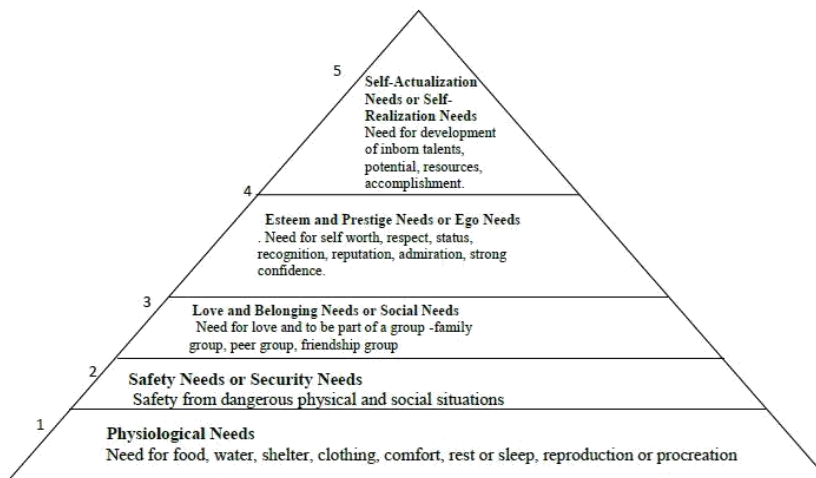 5
Self-Actualization
Needs or Self-
Realization Needs
Need for development
of inborn talents,
potential, resources,
accomplishment.
4
Esteem and Prestige Needs or Ego Needs
. Need for self worth, respect, status,
recognition, reputation, admiration, strong
confidence.
3
Love and Belonging Needs or Social Needs
Need for love and to be part of a group -family
group, peer group, friendship group
2
Safety Needs or Security Needs
Safety from dangerous physical and social situations
1
Physiological Needs
Need for food, water, shelter, clothing, comfort, rest or sleep, reproduction or procreation